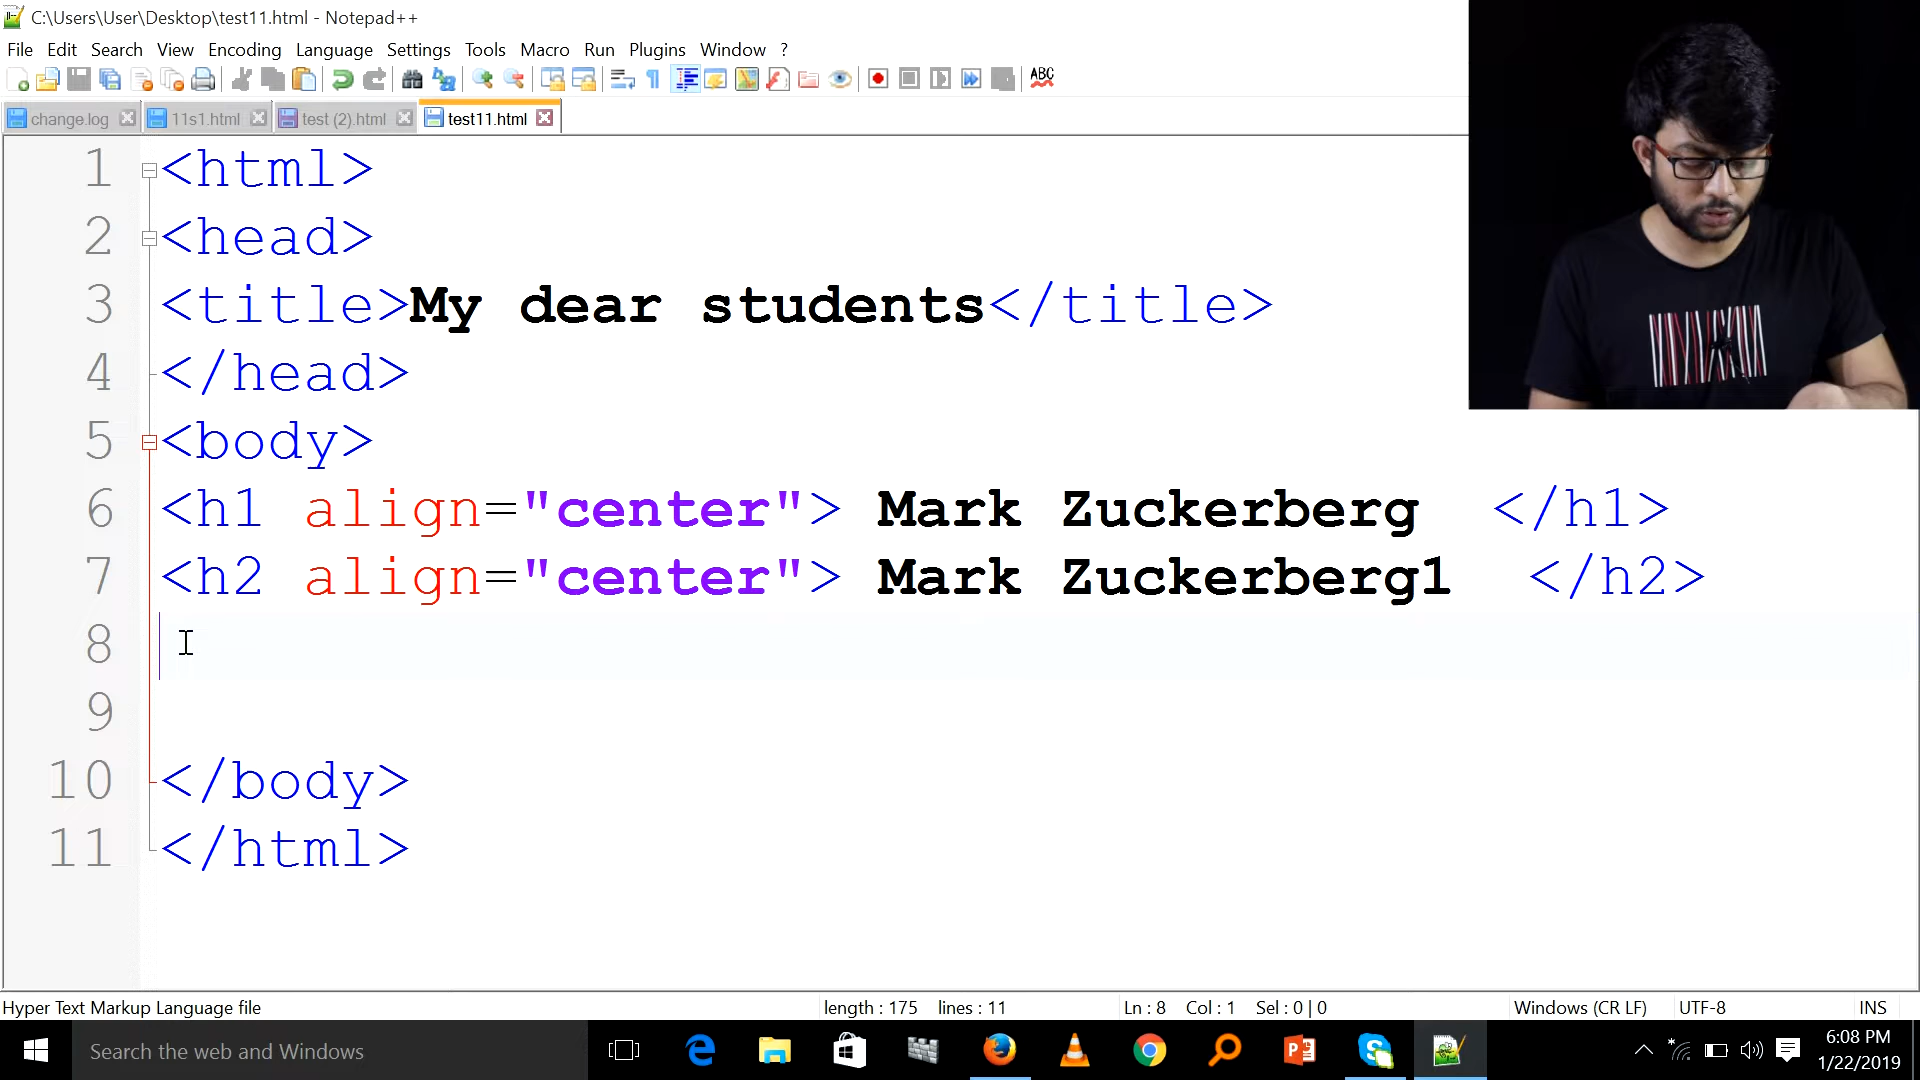 C:\Users\User\Desktop\test11.html - Notepad++
File Edit Search View Encoding Language Settings Tools Macro Run Plugins Window ?
ABC
change.log 11s1.html test (2).html test11.html
1 <html>
2 <head>
3 <title>My dear students</title>
4 </head>
5 <body>
6 <h1 align="center"> Mark Zuckerberg </h1>
7 <h2 align="center"> Mark Zuckerberg1 </h2>
8
9
10 </body>
11 </html>
Hyper Text Markup Language file length : 175 lines : 11 Ln : 8 Col : 1 Sel : 0 | 0 Windows (CR LF) UTF-8 INS
Search the web and Windows
6:08 PM
1/22/2019